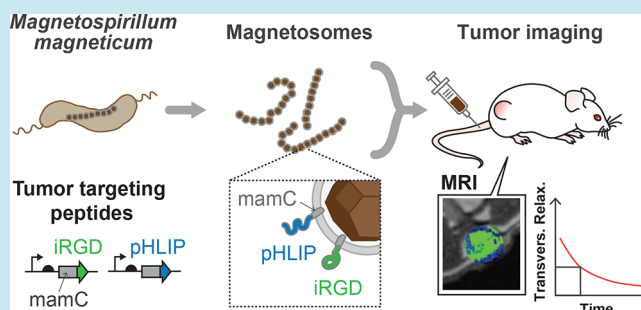 Magnetospirillum
magneticum
Magnetosomes
Tumor imaging
Tumor targeting
peptides
iRGD
pHLIP
mamC
mamC
pHLIP
iRGD
MRI
Transvers. Relax.
Time